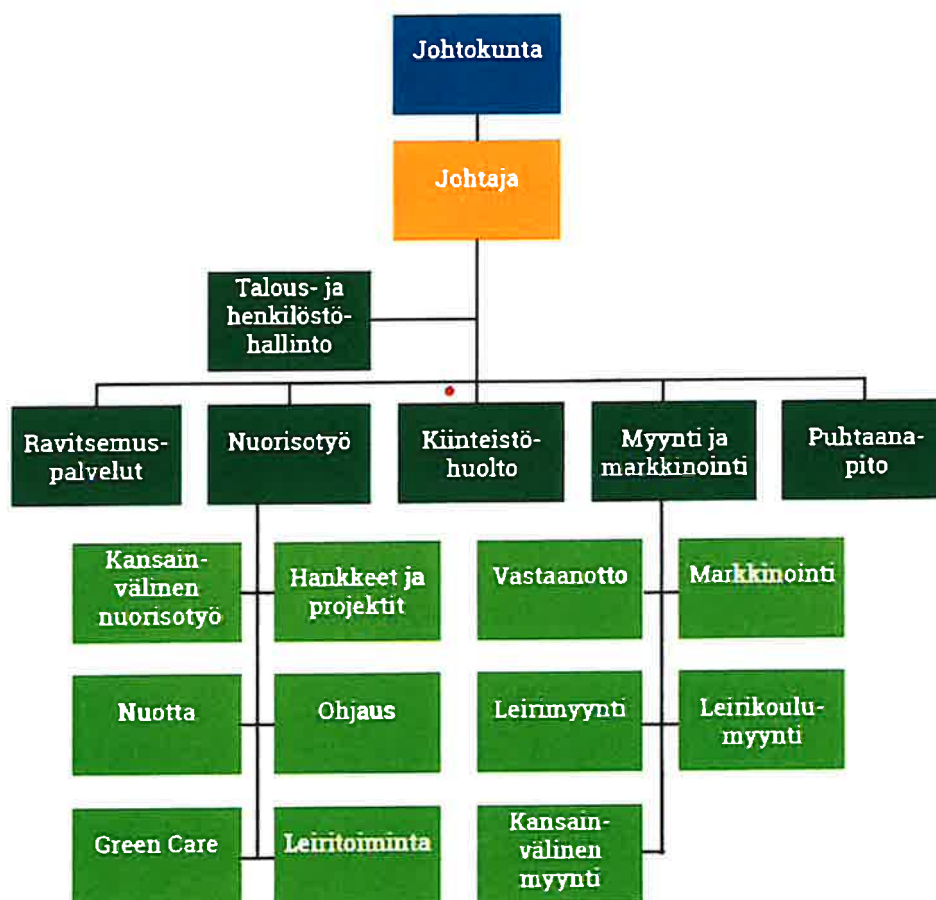 Johtokunta
Johtaja
Talous- ja
henkilöstö-
hallinto
Ravitsemus-
palvelut
Nuorisotyö
Kiinteistö-
huolto
Myynti ja
markkinointi
Puhtaana-
pito
Kansain-
välinen
nuorisotyö
Hankkeet ja
projektit
Vastaanotto
Markkinointi
Nuotta
Ohjaus
Leirimyynti
Leirikoulu-
myynti
Green Care
Leiritoiminta
Kansain-
välinen
myynti